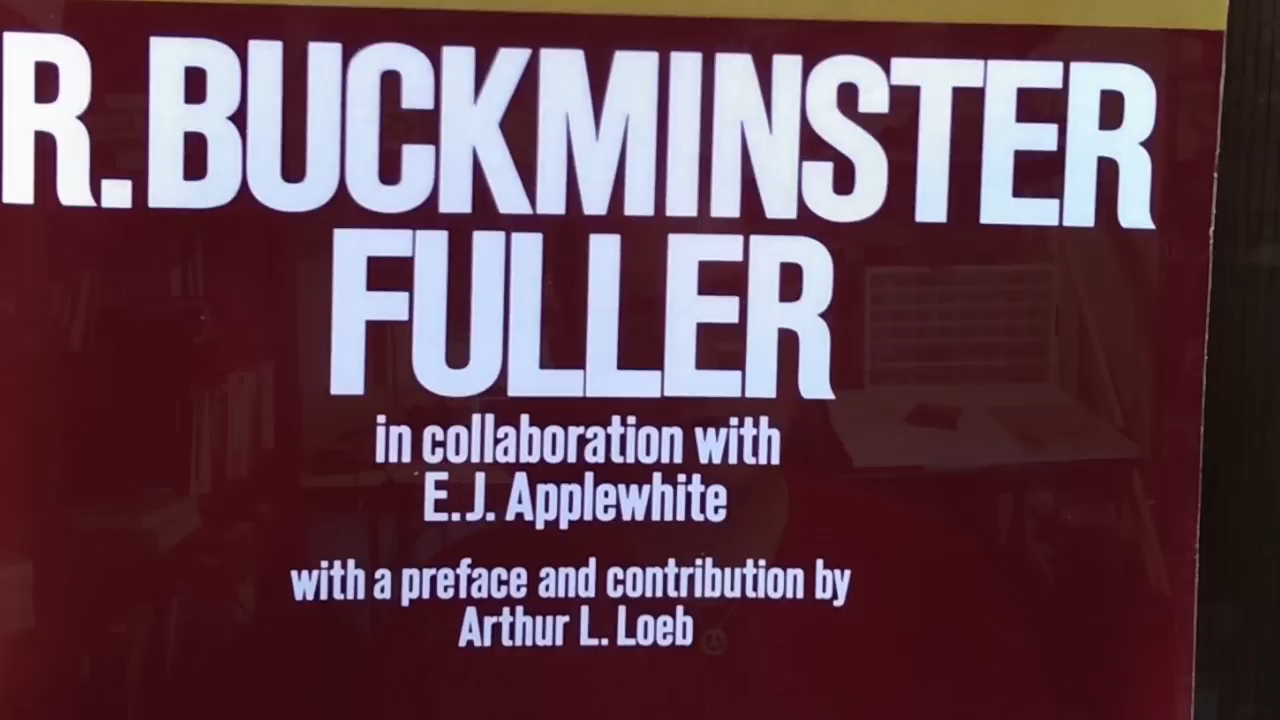 R. BUCKMINSTER
FULLER
in collaboration with
E. J. Applewhite
with a preface and contribution by
Arthur L. Loeb